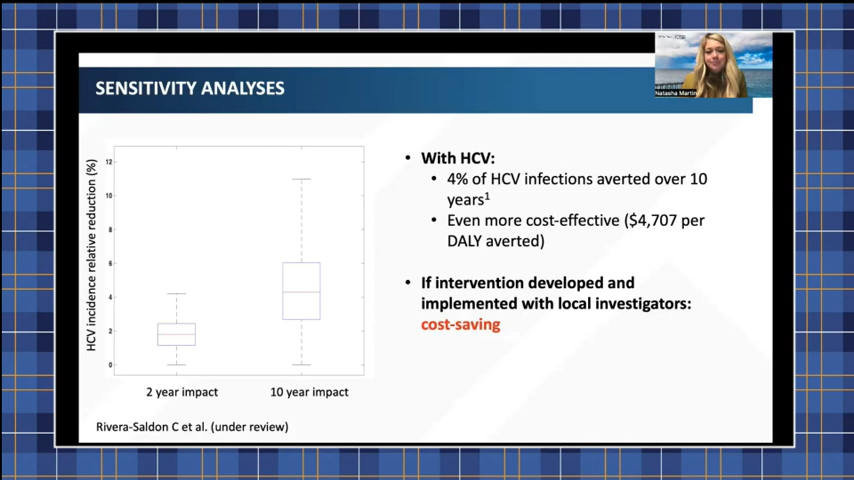 SENSITIVITY ANALYSES
Natasha Martin
HCV incidence relative reduction (%)
12
10
8
6
4
2
0
2 year impact
10 year impact
• With HCV:
• 4% of HCV infections averted over 10
years1
• Even more cost-effective ($4,707 per
DALY averted)
• If intervention developed and
implemented with local investigators:
cost-saving
Rivera-Saldon C et al. (under review)